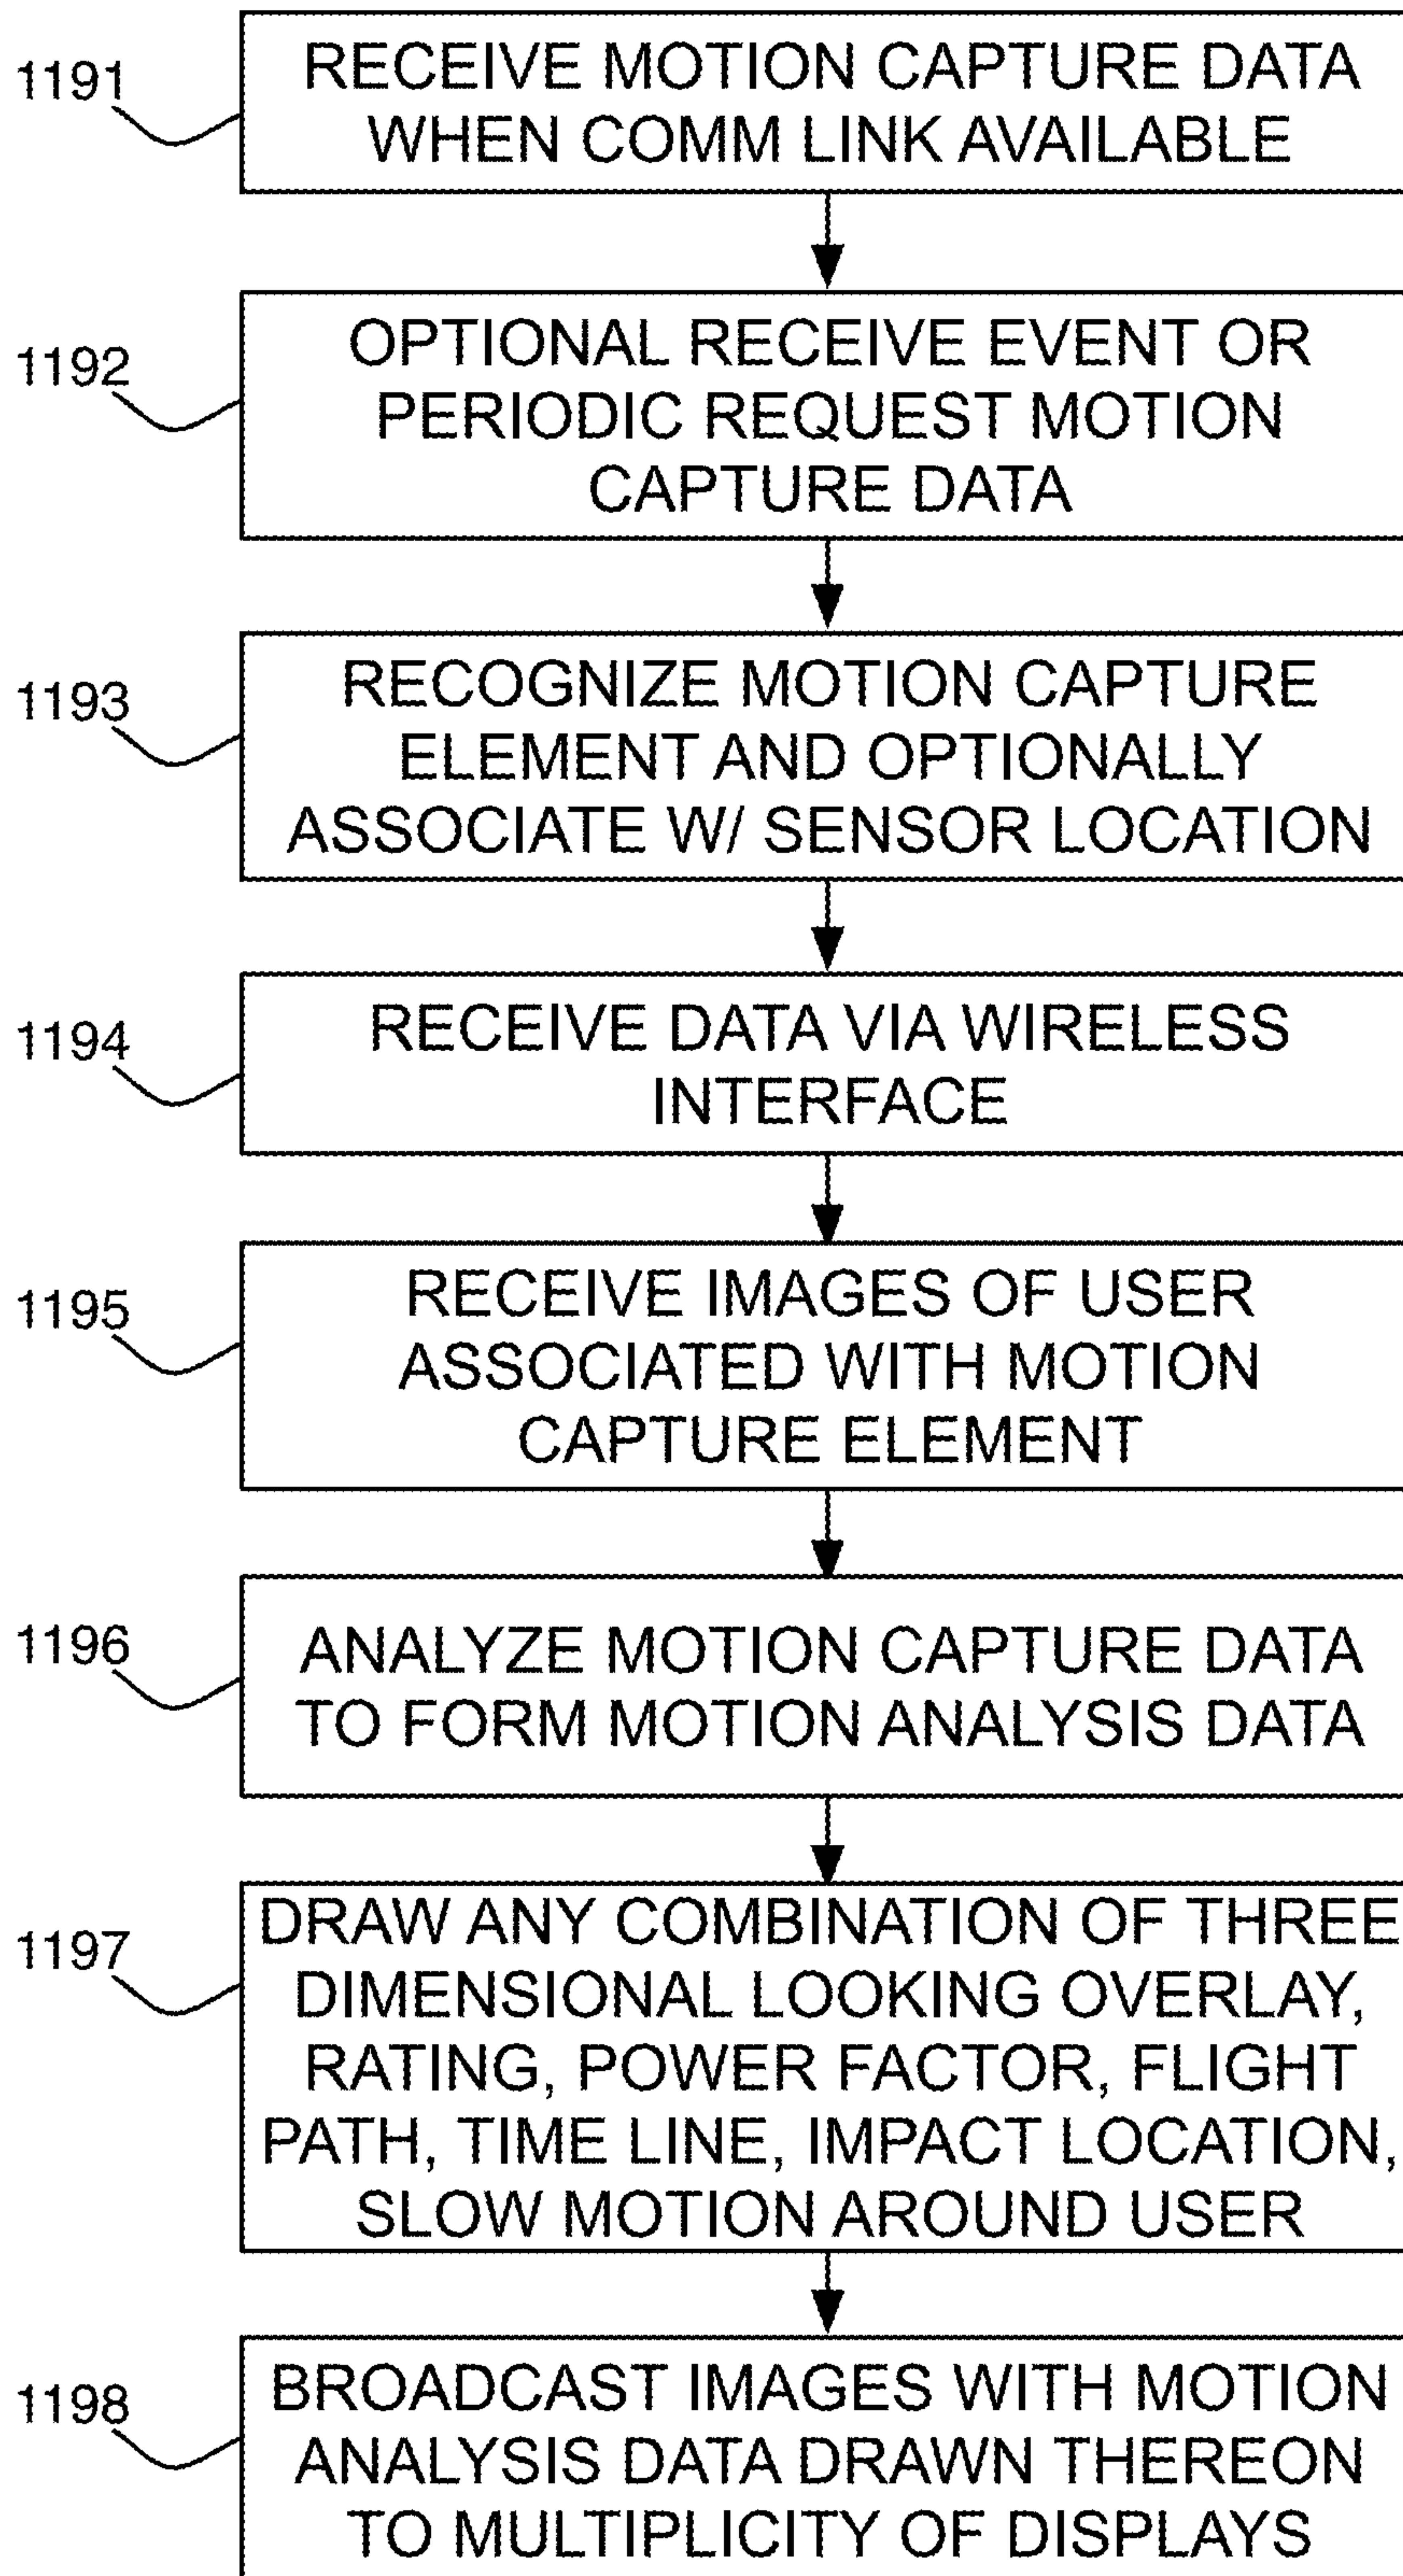 1191
RECEIVE MOTION CAPTURE DATA
WHEN COMM LINK AVAILABLE
1192
OPTIONAL RECEIVE EVENT OR
PERIODIC REQUEST MOTION
CAPTURE DATA
1193
RECOGNIZE MOTION CAPTURE
ELEMENT AND OPTIONALLY
ASSOCIATE W/ SENSOR LOCATION
1194
RECEIVE DATA VIA WIRELESS
INTERFACE
1195
RECEIVE IMAGES OF USER
ASSOCIATED WITH MOTION
CAPTURE ELEMENT
1196
ANALYZE MOTION CAPTURE DATA
TO FORM MOTION ANALYSIS DATA
1197
DRAW ANY COMBINATION OF THREE
DIMENSIONAL LOOKING OVERLAY,
RATING, POWER FACTOR, FLIGHT
PATH, TIME LINE, IMPACT LOCATION,
SLOW MOTION AROUND USER
1198
BROADCAST IMAGES WITH MOTION
ANALYSIS DATA DRAWN THEREON
TO MULTIPLICITY OF DISPLAYS